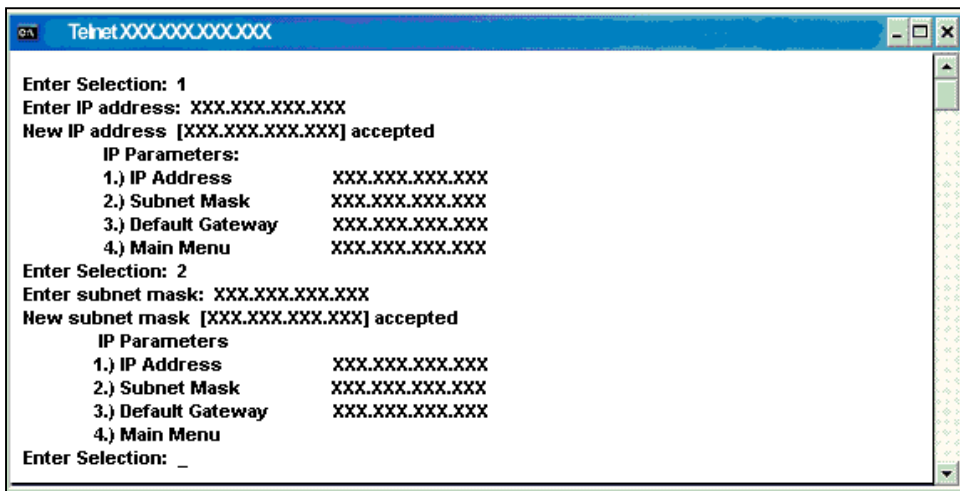 Telnet XXX.XXX.XXX.XXX
Enter Selection: 1
Enter IP address: XXX.XXX.XXX.XXX
New IP address [XXX.XXX.XXX.XXX] accepted
IP Parameters:
1.) IP Address XXX.XXX.XXX.XXX
2.) Subnet Mask XXX.XXX.XXX.XXX
3.) Default Gateway XXX.XXX.XXX.XXX
4.) Main Menu XXX.XXX.XXX.XXX
Enter Selection: 2
Enter subnet mask: XXX.XXX.XXX.XXX
New subnet mask [XXX.XXX.XXX.XXX] accepted
IP Parameters
1.) IP Address XXX.XXX.XXX.XXX
2.) Subnet Mask XXX.XXX.XXX.XXX
3.) Default Gateway XXX.XXX.XXX.XXX
4.) Main Menu
Enter Selection: _